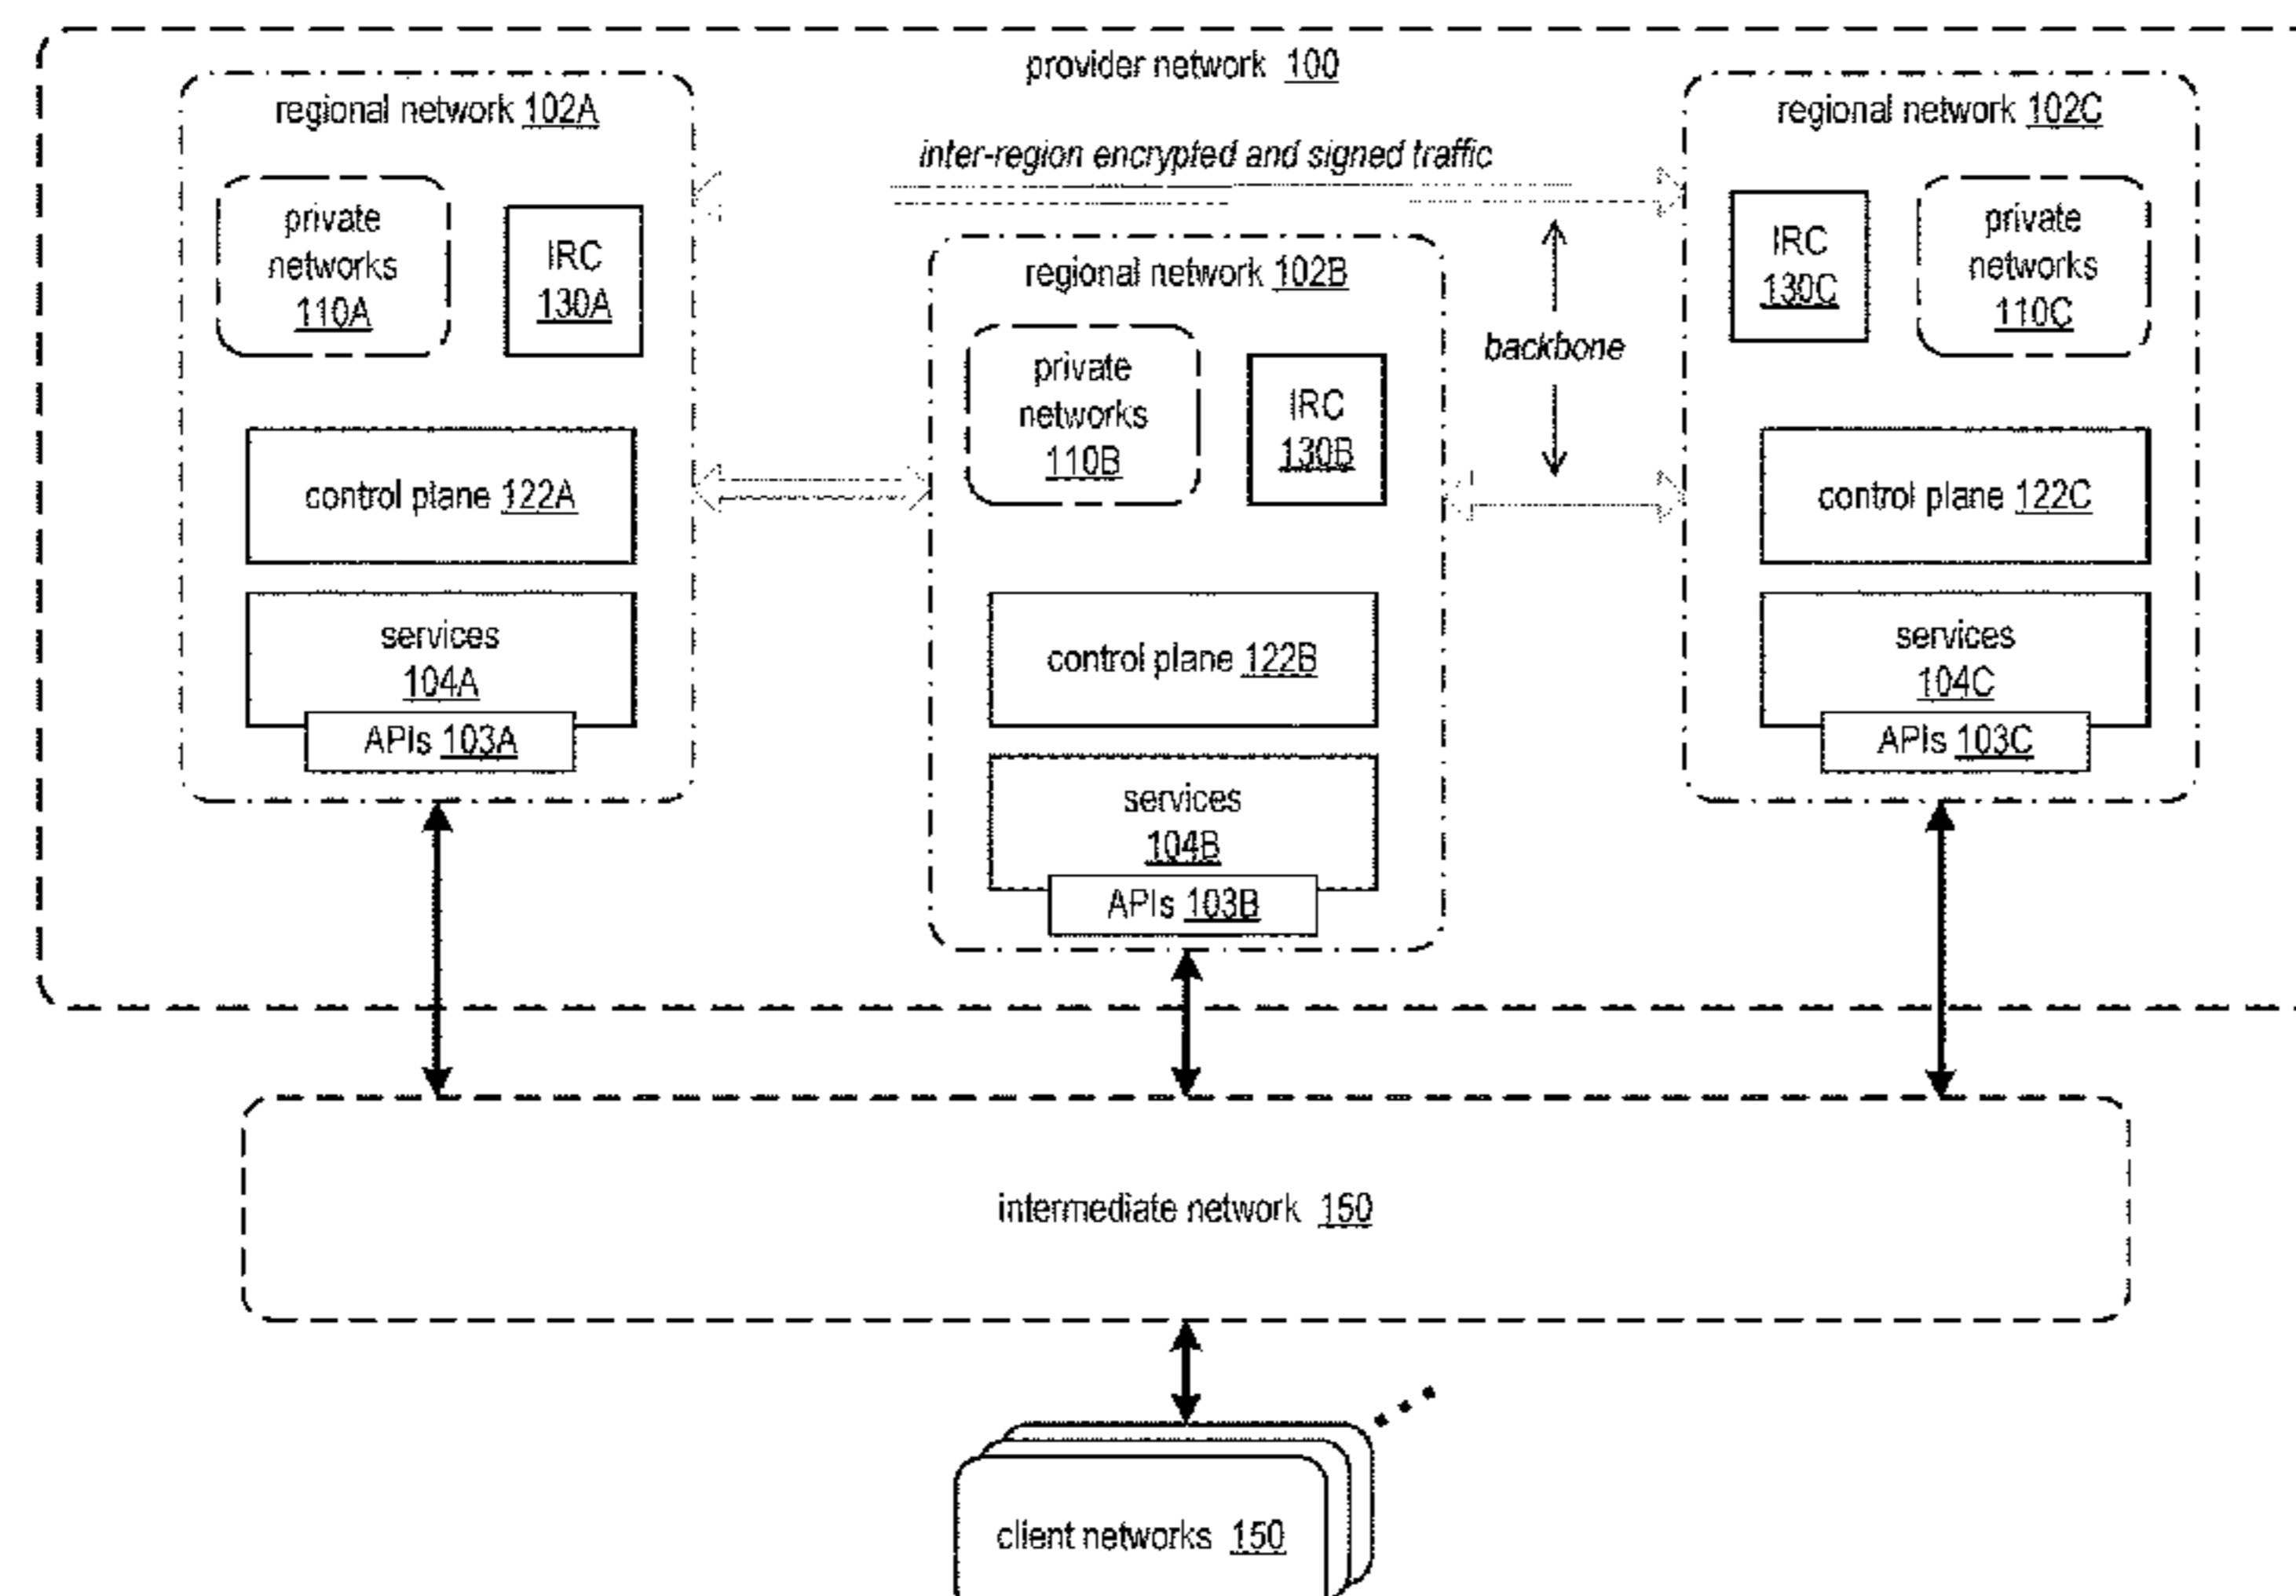 provider network 100
regional network 102A
private
networks
110A
IRC
130A
control plane 122A
services
104A
APIs 103A
inter-region encrypted and signed traffic
regional network 102B
private
networks
110B
IRC
130B
control plane 122B
services
104B
APIs 103B
backbone
regional network 102C
IRC
130C
private
networks
110C
control plane 122C
services
104C
APIs 103C
intermediate network 150
client networks 150